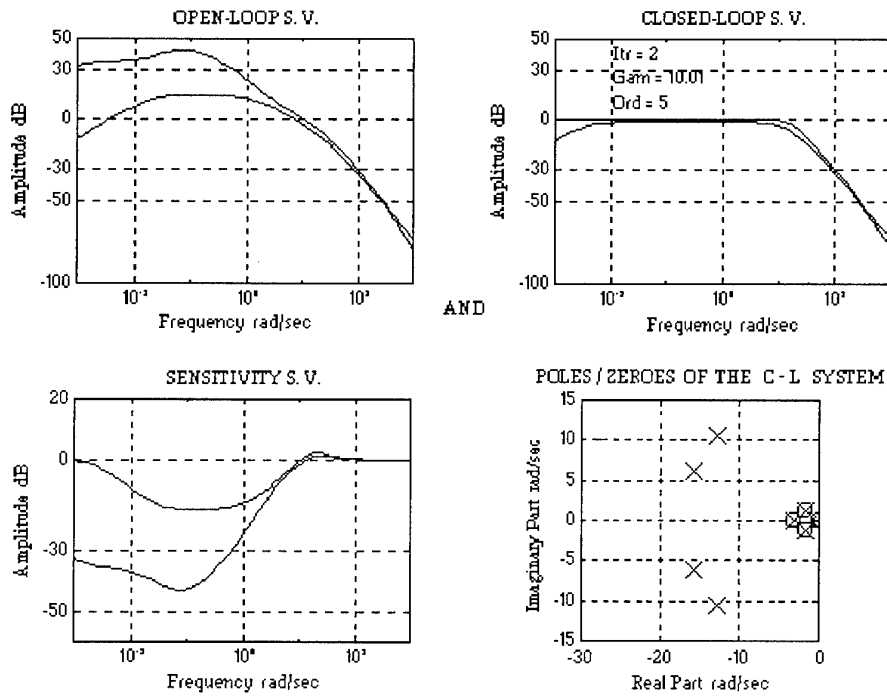 OPEN-LOOP S. V.
50
30
0
-30
-50
-100
Amplitude dB
Frequency rad/sec
CLOSED-LOOP S. V.
Itr = 2
Gam = 10.01
Ord = 5
50
30
0
-30
-50
-100
Amplitude dB
10⁰
Frequency rad/sec
AND
SENSITIVITY S. V.
20
0
-30
-50
Amplitude dB
10⁰
Frequency rad/sec
POLES / ZEROES OF THE C - L SYSTEM
15
10
5
0
-5
-10
-15
Imaginary Part rad/sec
-30
-20
-10
0
Real Part rad/sec